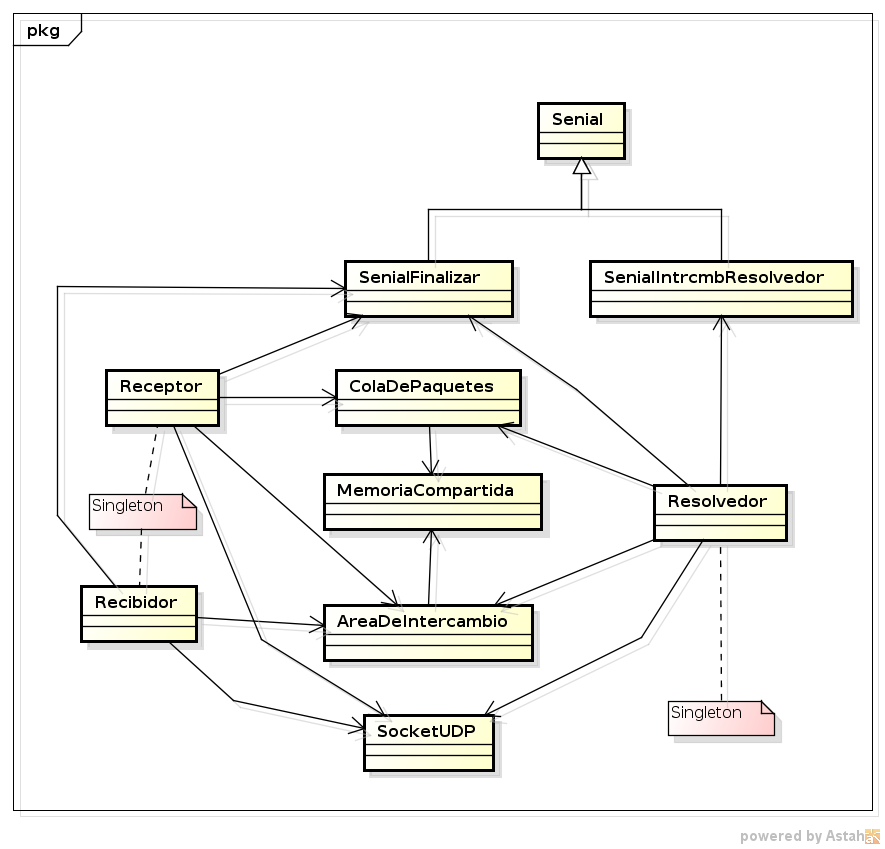 pkg
Senial
SenialFinalizar
SenialIntrcmbResolvedor
Receptor
ColaDePaquetes
MemoriaCompartida
Resolvedor
Singleton
Recibidor
AreaDeIntercambio
Singleton
SocketUDP
powered by Astah